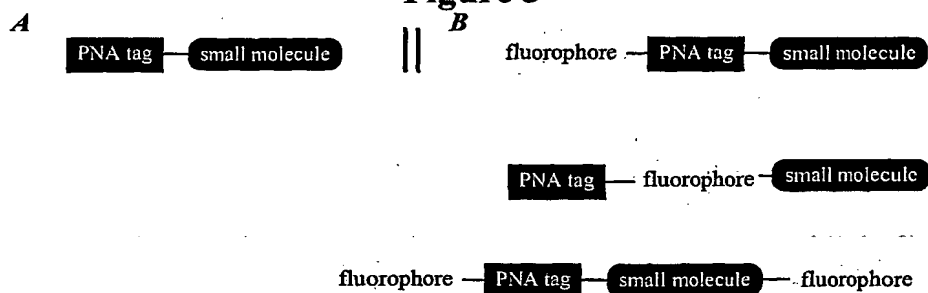 A
PNA tag small molecule
B
fluorophore PNA tag small molecule
PNA tag fluorophore small molecule
fluorophore PNA tag small molecule fluorophore